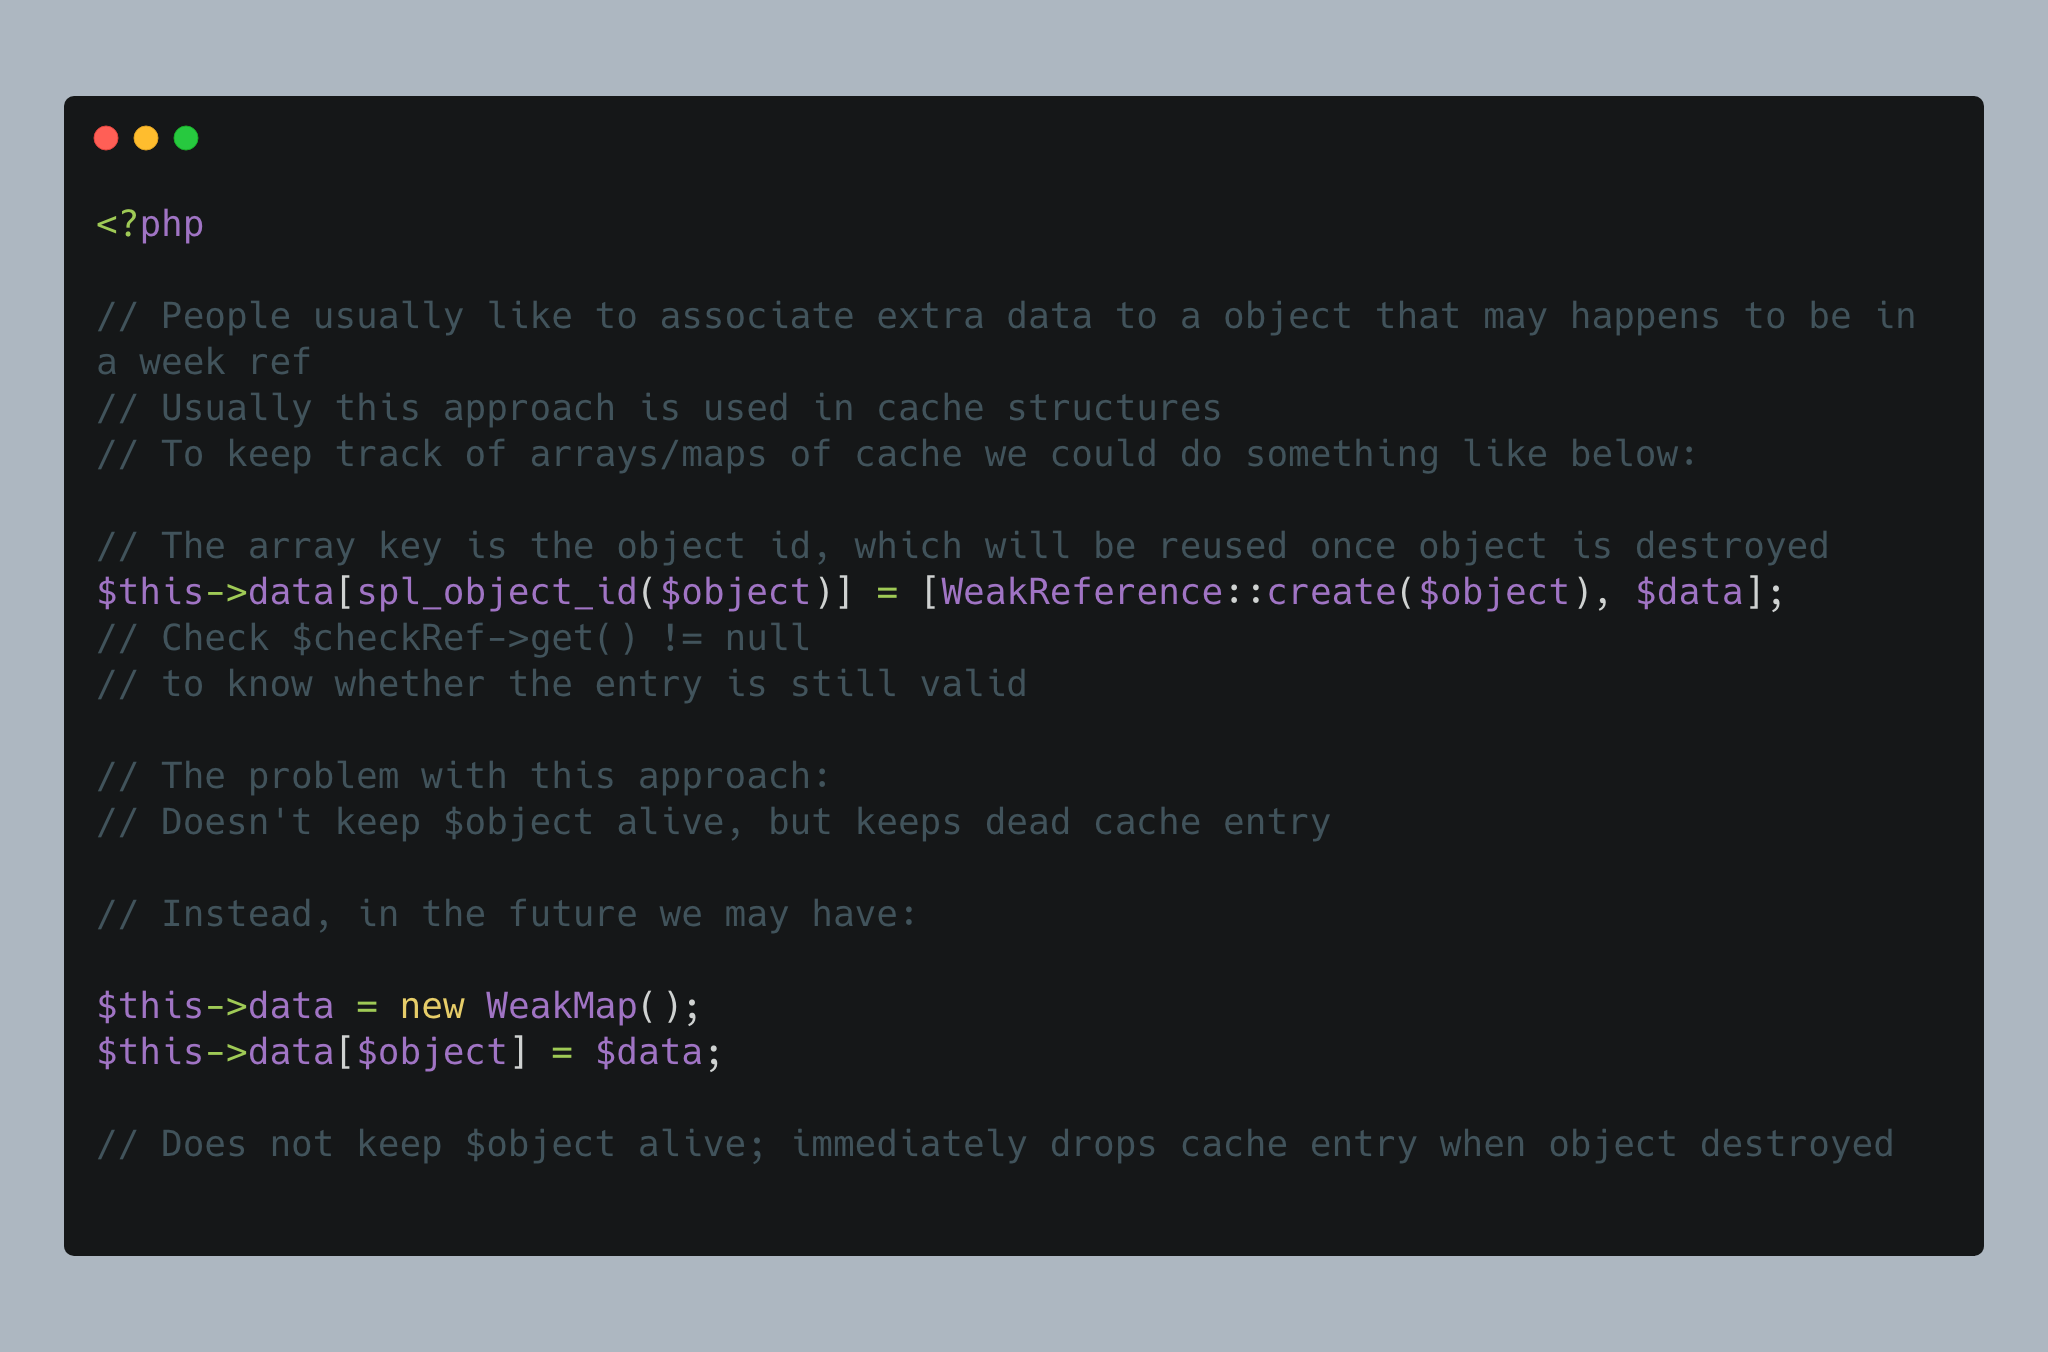 <?php
// People usually like to associate extra data to a object that may happens to be in
a week ref
// Usually this approach is used in cache structures
// To keep track of arrays/maps of cache we could do something like below:
// The array key is the object id, which will be reused once object is destroyed
$this->data[spl_object_id($object)] = [WeakReference::create($object), $data];
// Check $checkRef->get() != null
// to know whether the entry is still valid
// The problem with this approach:
// Doesn't keep $object alive, but keeps dead cache entry
// Instead, in the future we may have:
$this->data = new WeakMap();
$this->data[$object] = $data;
// Does not keep $object alive; immediately drops cache entry when object destroyed